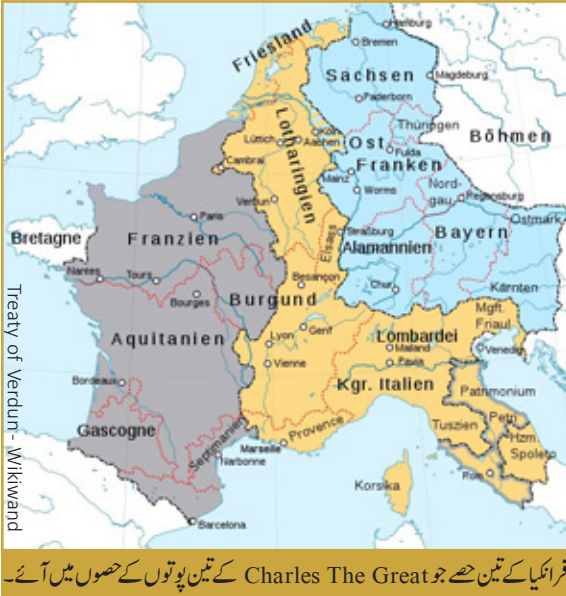 Hamburg
Friesland
Bremen
Sachsen
Magdeburg
Paderborn
Thüringen
Böhmen
Lotharingien
Köln
Lüttich
Aachen
Ost
Franken
Fulda
Cambrai
Mainz
Nord-
gau
Regensburg
Worms
Verdun
Paris
Ostmark
Bretagne
Franzien
Straßburg
Elsass
Alamannien
Bayern
Nantes
Tours
Besançon
Chur
Kärnten
Bourges
Burgund
Mgft.
Friaul
Aquitanien
Lyon
Genf
Lombardei
Mailand
Venedig
Vienne
Pavia
Bordeaux
Kgr. Italien
Patrimonium
Petri
Gascogne
Septimanien
Provence
Tuszien
Hzm.
Spoleto
Marseille
Narbonne
Korsika
Rom
Barcelona
Treaty of Verdun - Wikiwand
فرانکیا کے تین حصے جو Charles The Great کے تین پوتوں کے حصوں میں آئے۔